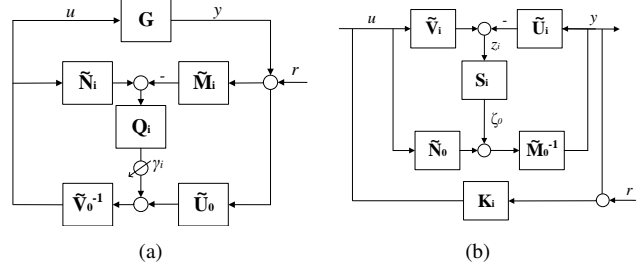 u
G
y
r
Ñᵢ
-
M̃ᵢ
Qᵢ
γᵢ
Ṽ₀⁻¹
Ũ₀
(a)
u
Ṽᵢ
-
Ũᵢ
y
zᵢ
Sᵢ
ζ₀
Ñ₀
M̃₀⁻¹
Kᵢ
r
(b)